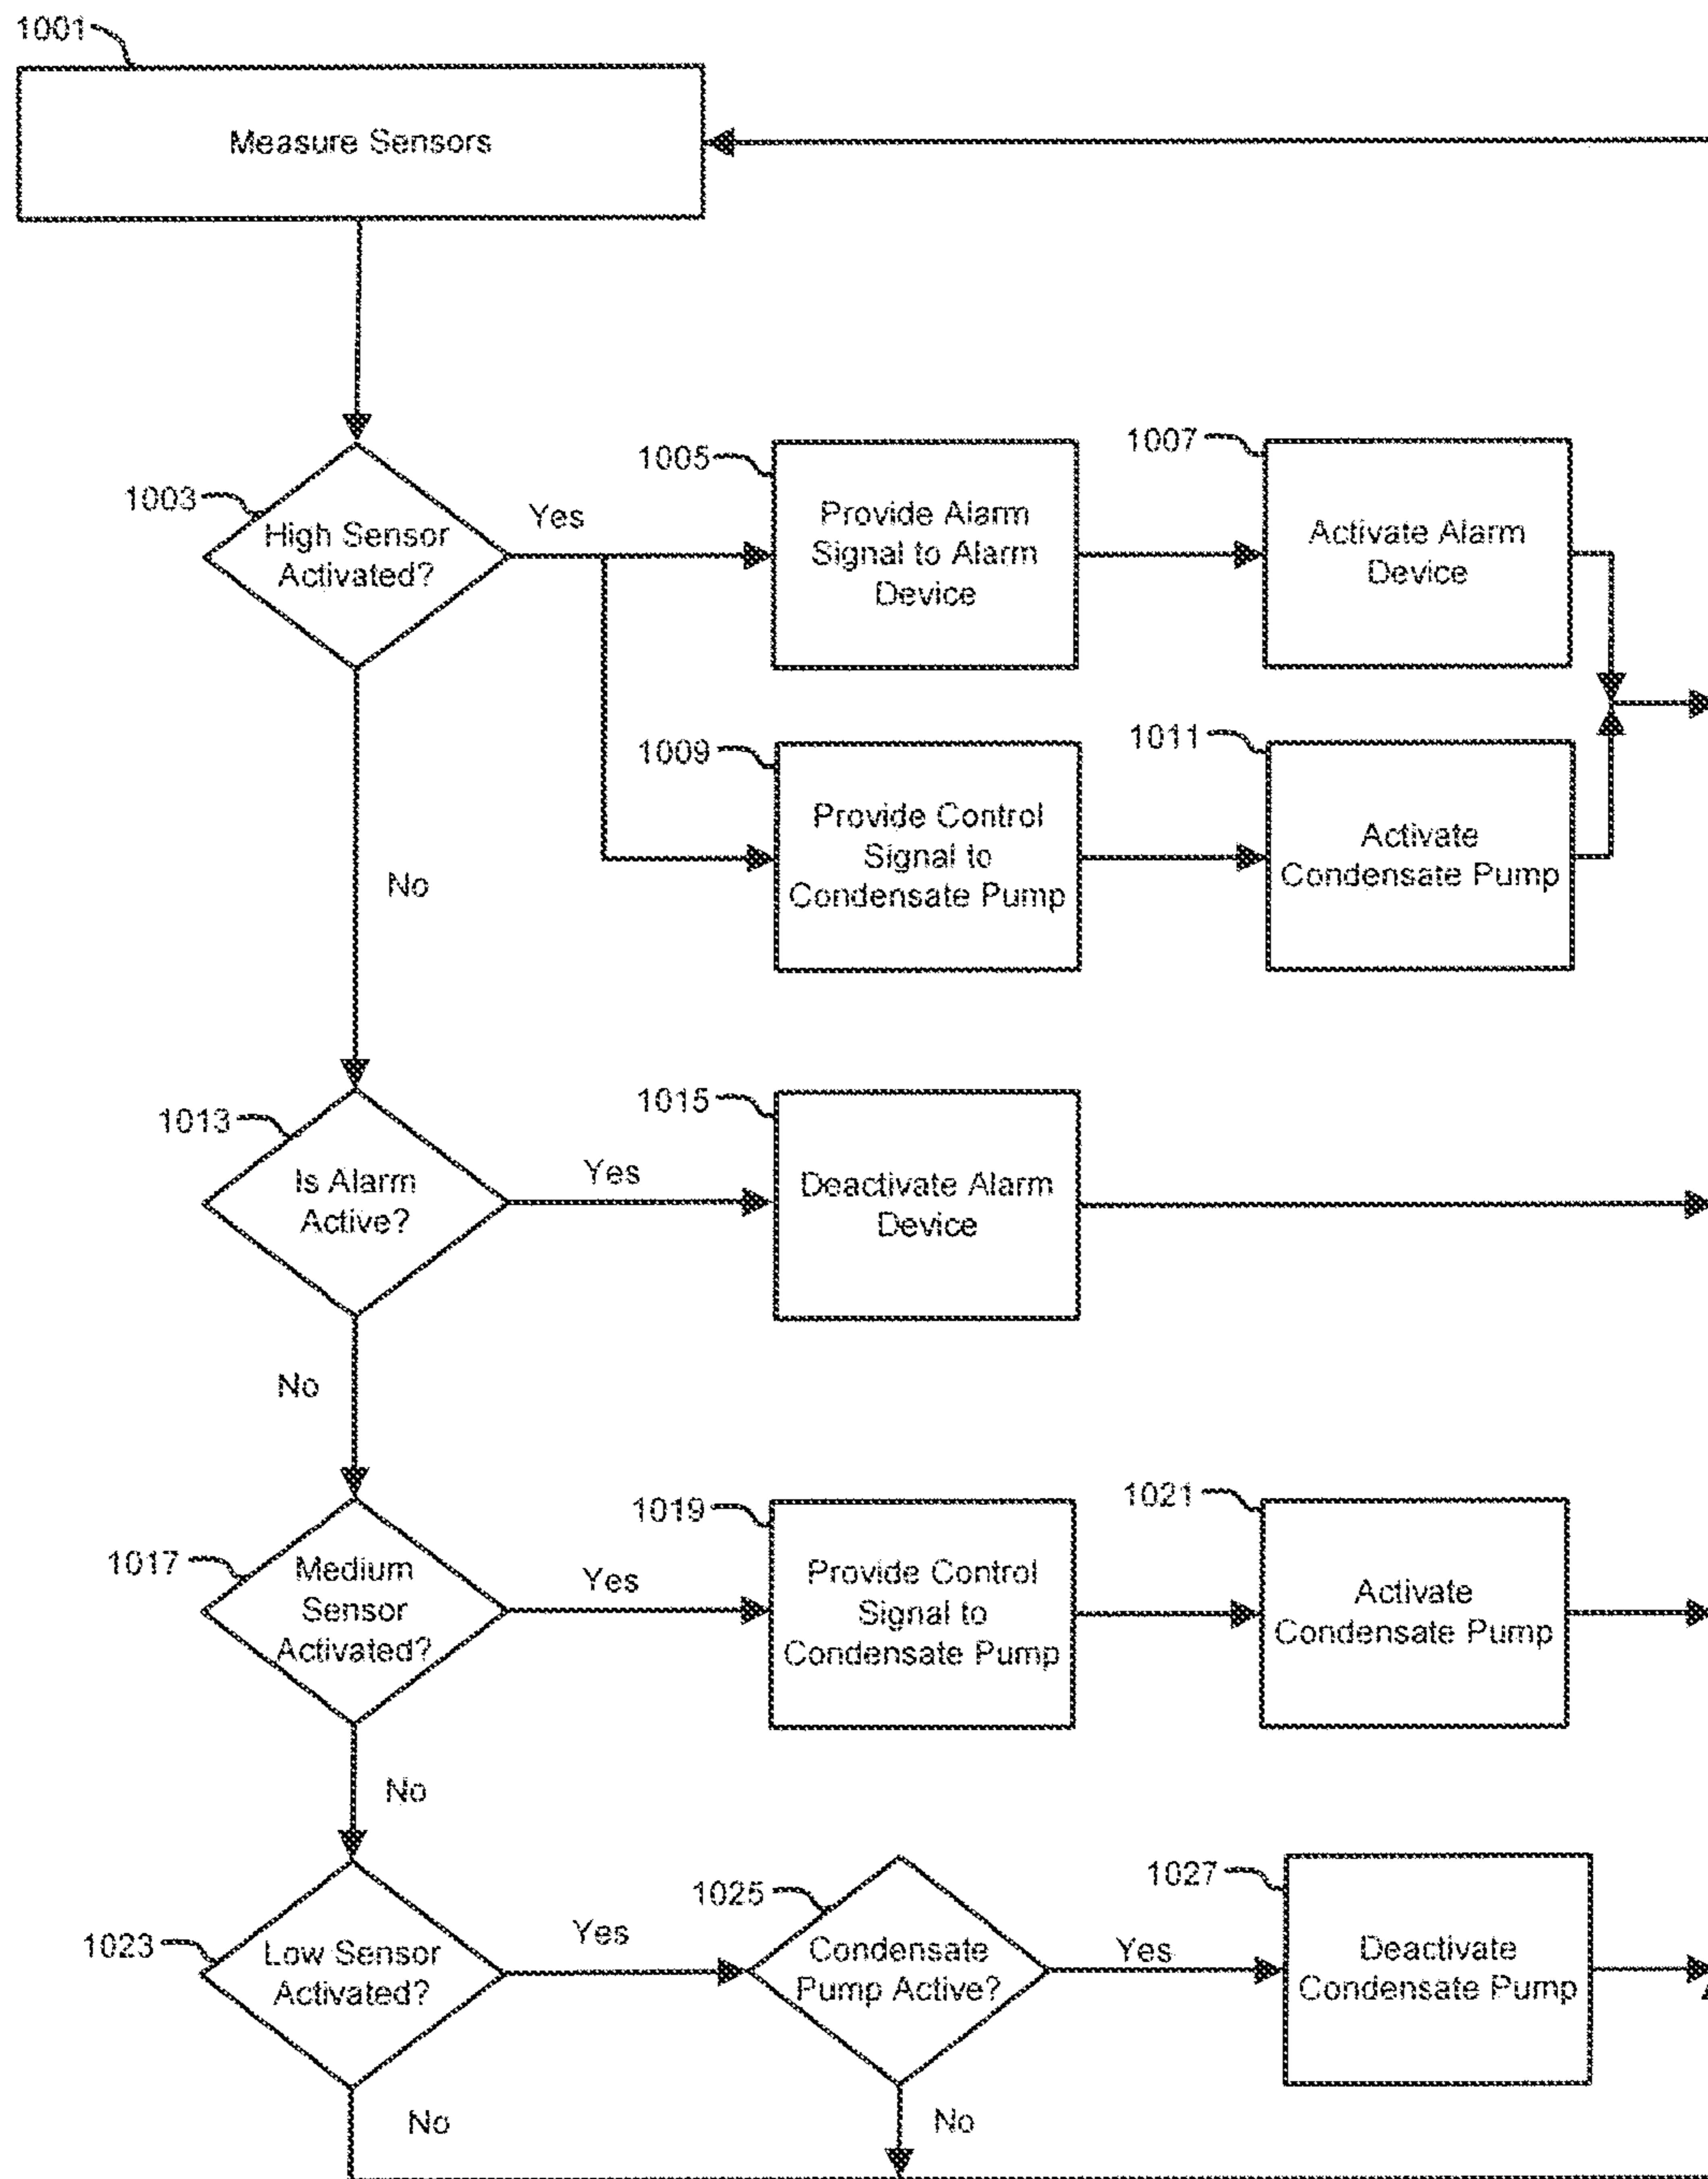 1001
Measure Sensors
1003
High Sensor
Activated?
Yes
1005
Provide Alarm
Signal to Alarm
Device
1007
Activate Alarm
Device
1009
Provide Control
Signal to
Condensate Pump
1011
Activate
Condensate Pump
No
1013
Is Alarm
Active?
Yes
1015
Deactivate Alarm
Device
No
1017
Medium
Sensor
Activated?
Yes
1019
Provide Control
Signal to
Condensate Pump
1021
Activate
Condensate Pump
No
1023
Low Sensor
Activated?
Yes
1025
Condensate
Pump Active?
Yes
1027
Deactivate
Condensate Pump
No
No